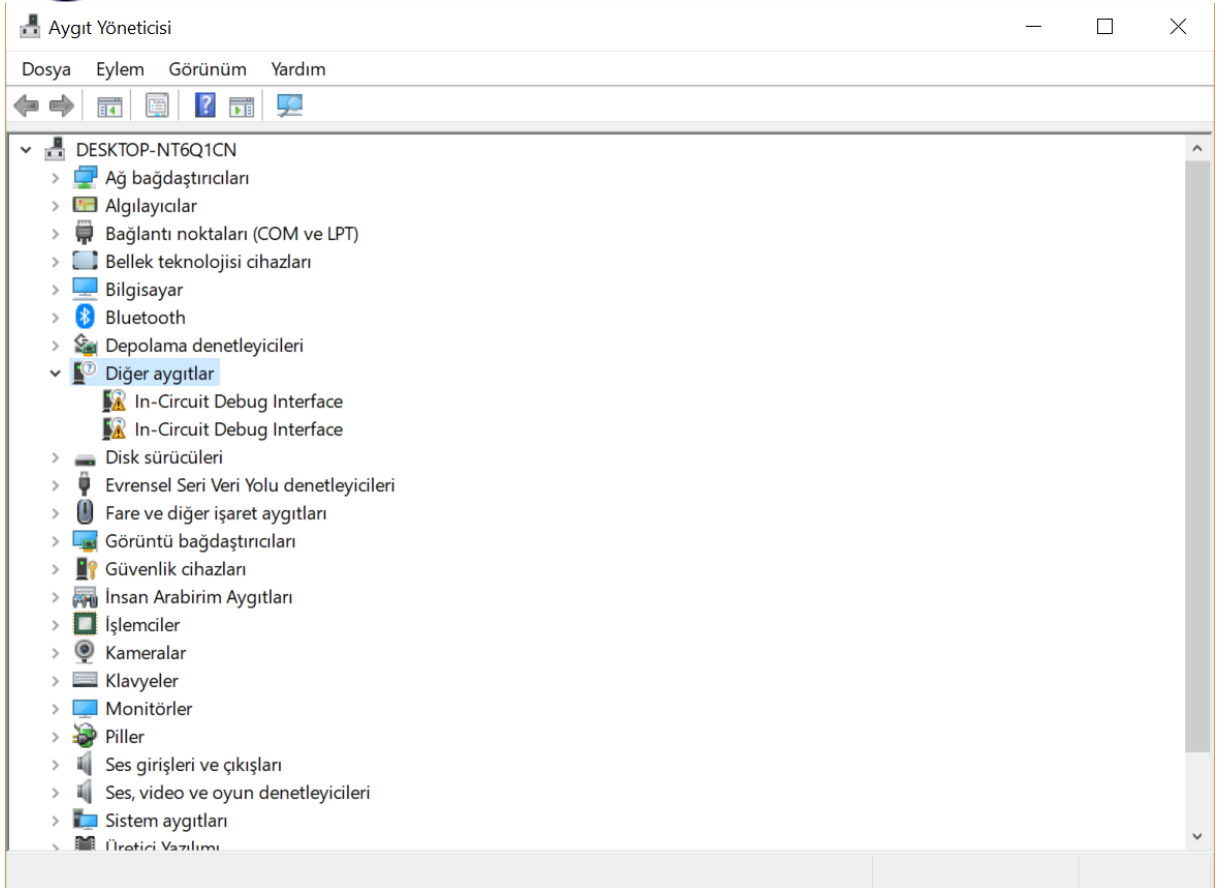 Aygıt Yöneticisi
Dosya Eylem Görünüm Yardım
DESKTOP-NT6Q1CN
Ağ bağdaştırıcıları
Algılayıcılar
Bağlantı noktaları (COM ve LPT)
Bellek teknolojisi cihazları
Bilgisayar
Bluetooth
Depolama denetleyicileri
Diğer aygıtlar
In-Circuit Debug Interface
In-Circuit Debug Interface
Disk sürücüleri
Evrensel Seri Veri Yolu denetleyicileri
Fare ve diğer işaret aygıtları
Görüntü bağdaştırıcıları
Güvenlik cihazları
İnsan Arabirim Aygıtları
İşlemciler
Kameralar
Klavyeler
Monitörler
Piller
Ses girişleri ve çıkışları
Ses, video ve oyun denetleyicileri
Sistem aygıtları
Üretici Yazılımı